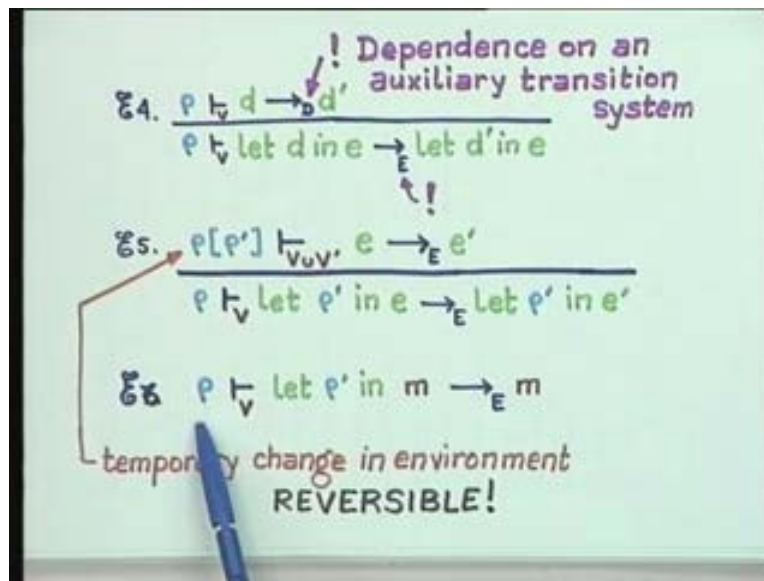 ! Dependence on an
auxiliary transition
system
ℰ4. ρ ⊢V d →D d'
ρ ⊢V let d in e →E let d' in e
!
ℰ5. ρ[ρ'] ⊢V∪V' e →E e'
ρ ⊢V let ρ' in e →E let ρ' in e'
ℰ6. ρ ⊢V let ρ' in m →E m
temporary change in environment
REVERSIBLE!